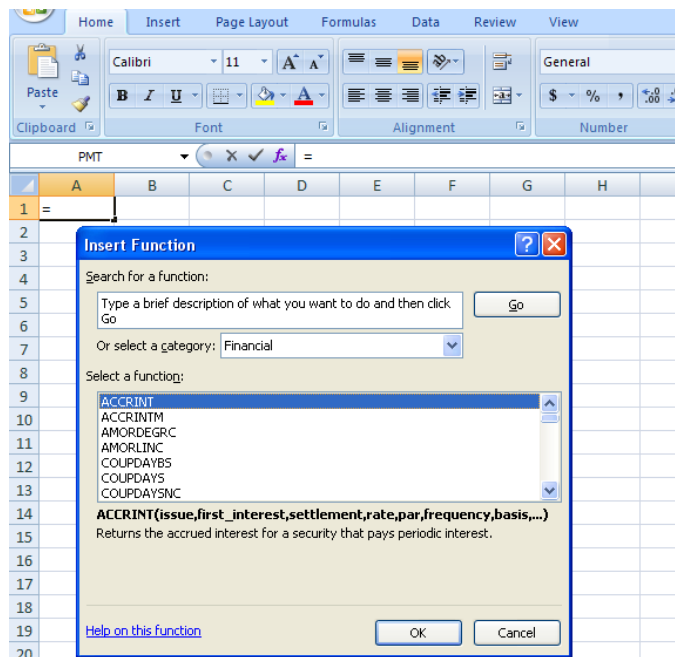 Home Insert Page Layout Formulas Data Review View
Calibri 11 A A General
Paste B I U A $ % , .00
Clipboard Font Alignment Number
PMT fx =
A B C D E F G H
1 =
2
3
4
5
6
7
8
9
10
11
12
13
14
15
16
17
18
19
20
Insert Function
Search for a function:
Type a brief description of what you want to do and then click
Go
Go
Or select a category: Financial
Select a function:
ACCRINT
ACCRINTM
AMORDEGRC
AMORLINC
COUPDAYBS
COUPDAYS
COUPDAYSNC
ACCRINT(issue,first_interest,settlement,rate,par,frequency,basis,...)
Returns the accrued interest for a security that pays periodic interest.
Help on this function
OK Cancel